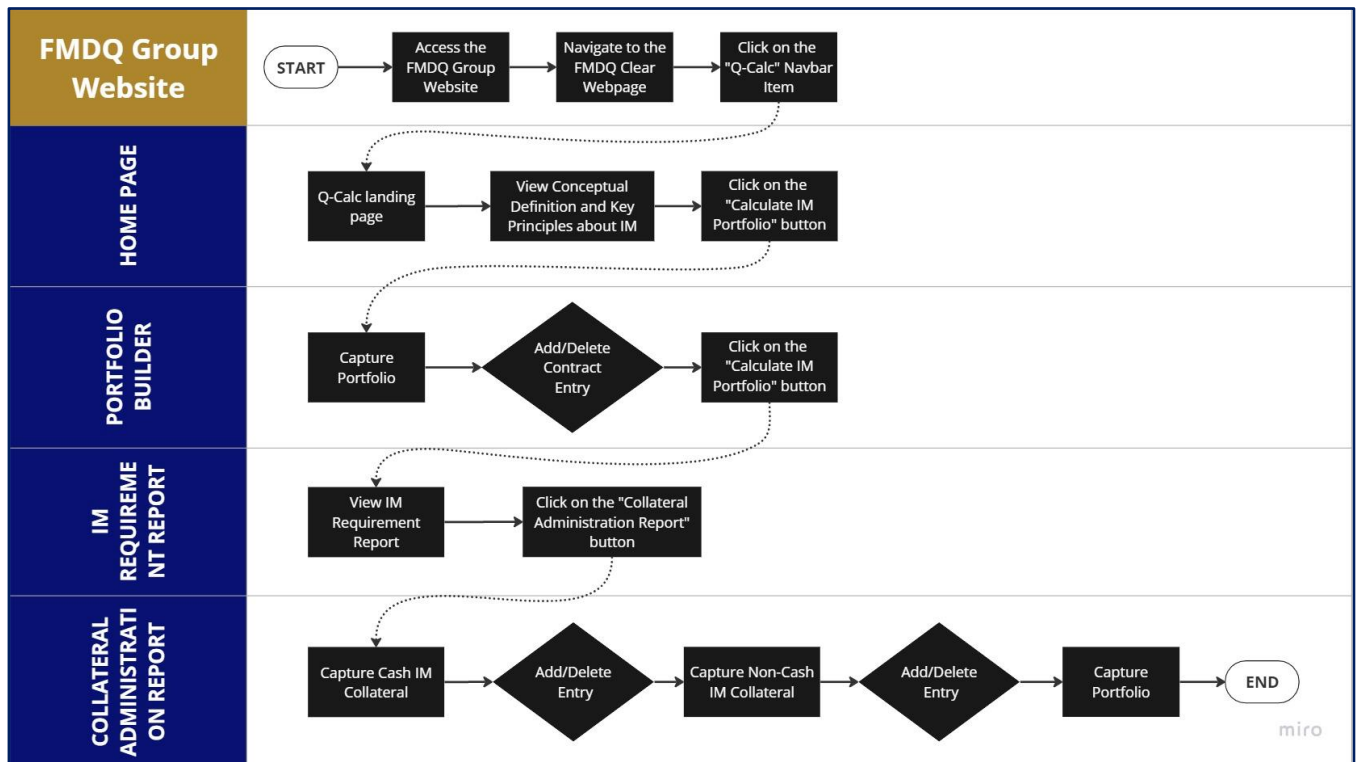 FMDQ Group
Website
START
Access the
FMDQ Group
Website
Navigate to the
FMDQ Clear
Webpage
Click on the
"Q-Calc" Navbar
Item
HOME PAGE
Q-Calc landing
page
View Conceptual
Definition and Key
Principles about IM
Click on the
"Calculate IM
Portfolio" button
PORTFOLIO
BUILDER
Capture
Portfolio
Add/Delete
Contract
Entry
Click on the
"Calculate IM
Portfolio" button
IM
REQUIREME
NT REPORT
View IM
Requirement
Report
Click on the "Collateral
Administration Report"
button
COLLATERAL
ADMINISTRATI
ON REPORT
Capture Cash IM
Collateral
Add/Delete
Entry
Capture Non-Cash
IM Collateral
Add/Delete
Entry
Capture
Portfolio
END
miro